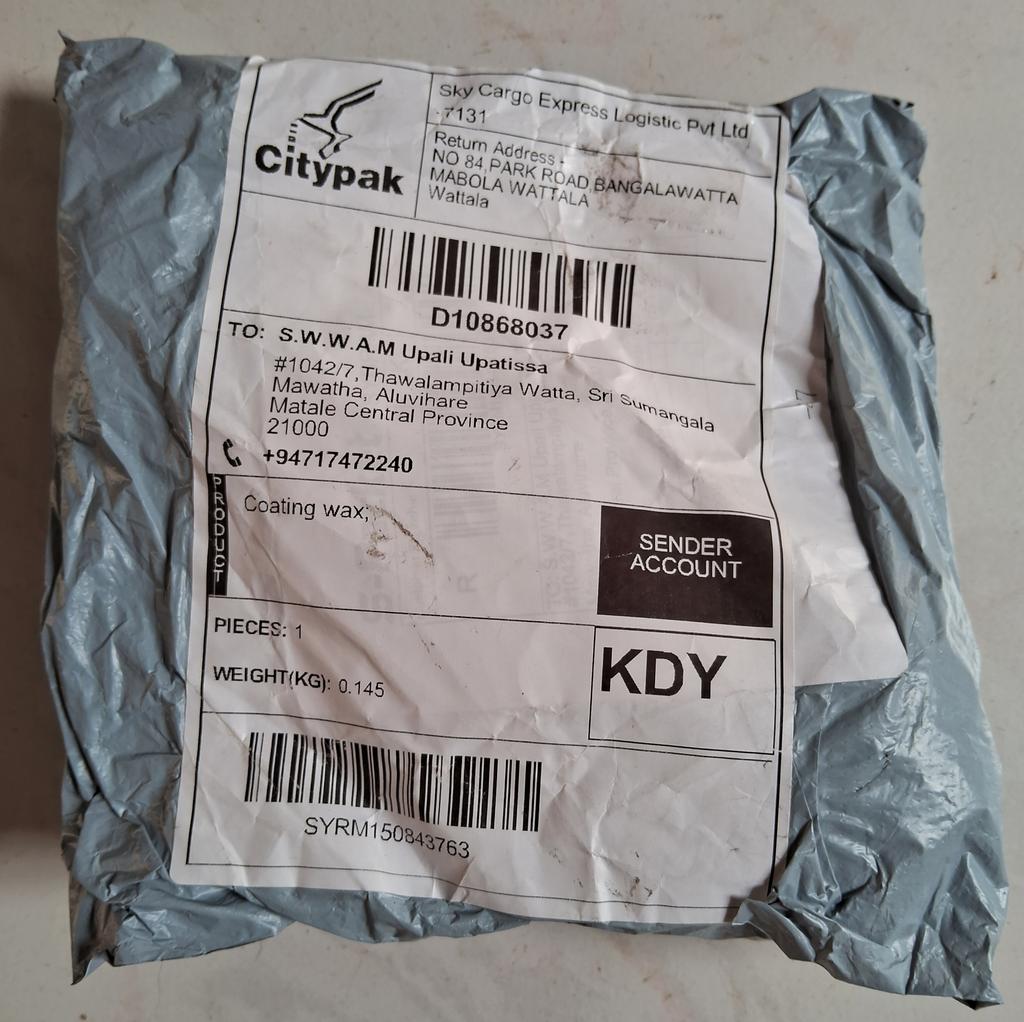 Citypak
Sky Cargo Express Logistic Pvt Ltd
-7131
Return Address -
NO 84,PARK ROAD,BANGALAWATTA
MABOLA WATTALA
Wattala
D10868037
TO: S.W.W.A.M Upali Upatissa
#1042/7,Thawalampitiya Watta, Sri Sumangala
Mawatha, Aluvihare
Matale Central Province
21000
+94717472240
PRODUCT
Coating wax;
SENDER
ACCOUNT
PIECES: 1
WEIGHT(KG): 0.145
KDY
SYRM150843763